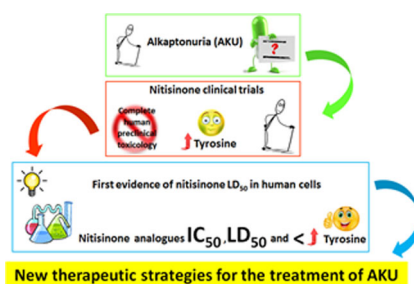 Alkaptonuria (AKU)
?
Nitisinone clinical trials
Complete
human
preclinical
toxicology
Tyrosine
First evidence of nitisinone LD50 in human cells
Nitisinone analogues IC50, LD50 and < Tyrosine
New therapeutic strategies for the treatment of AKU